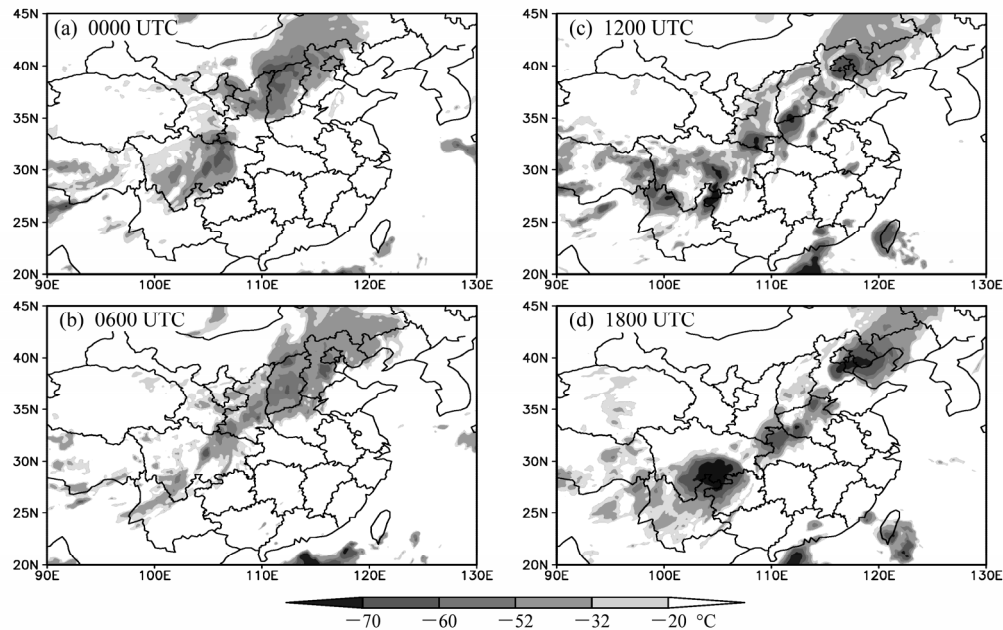 (a) 0000 UTC
(c) 1200 UTC
45N
40N
35N
30N
25N
20N
90E 100E 110E 120E 130E
45N
40N
35N
30N
25N
20N
90E 100E 110E 120E 130E
(b) 0600 UTC
(d) 1800 UTC
45N
40N
35N
30N
25N
20N
90E 100E 110E 120E 130E
45N
40N
35N
30N
25N
20N
90E 100E 110E 120E 130E
−70 −60 −52 −32 −20 °C